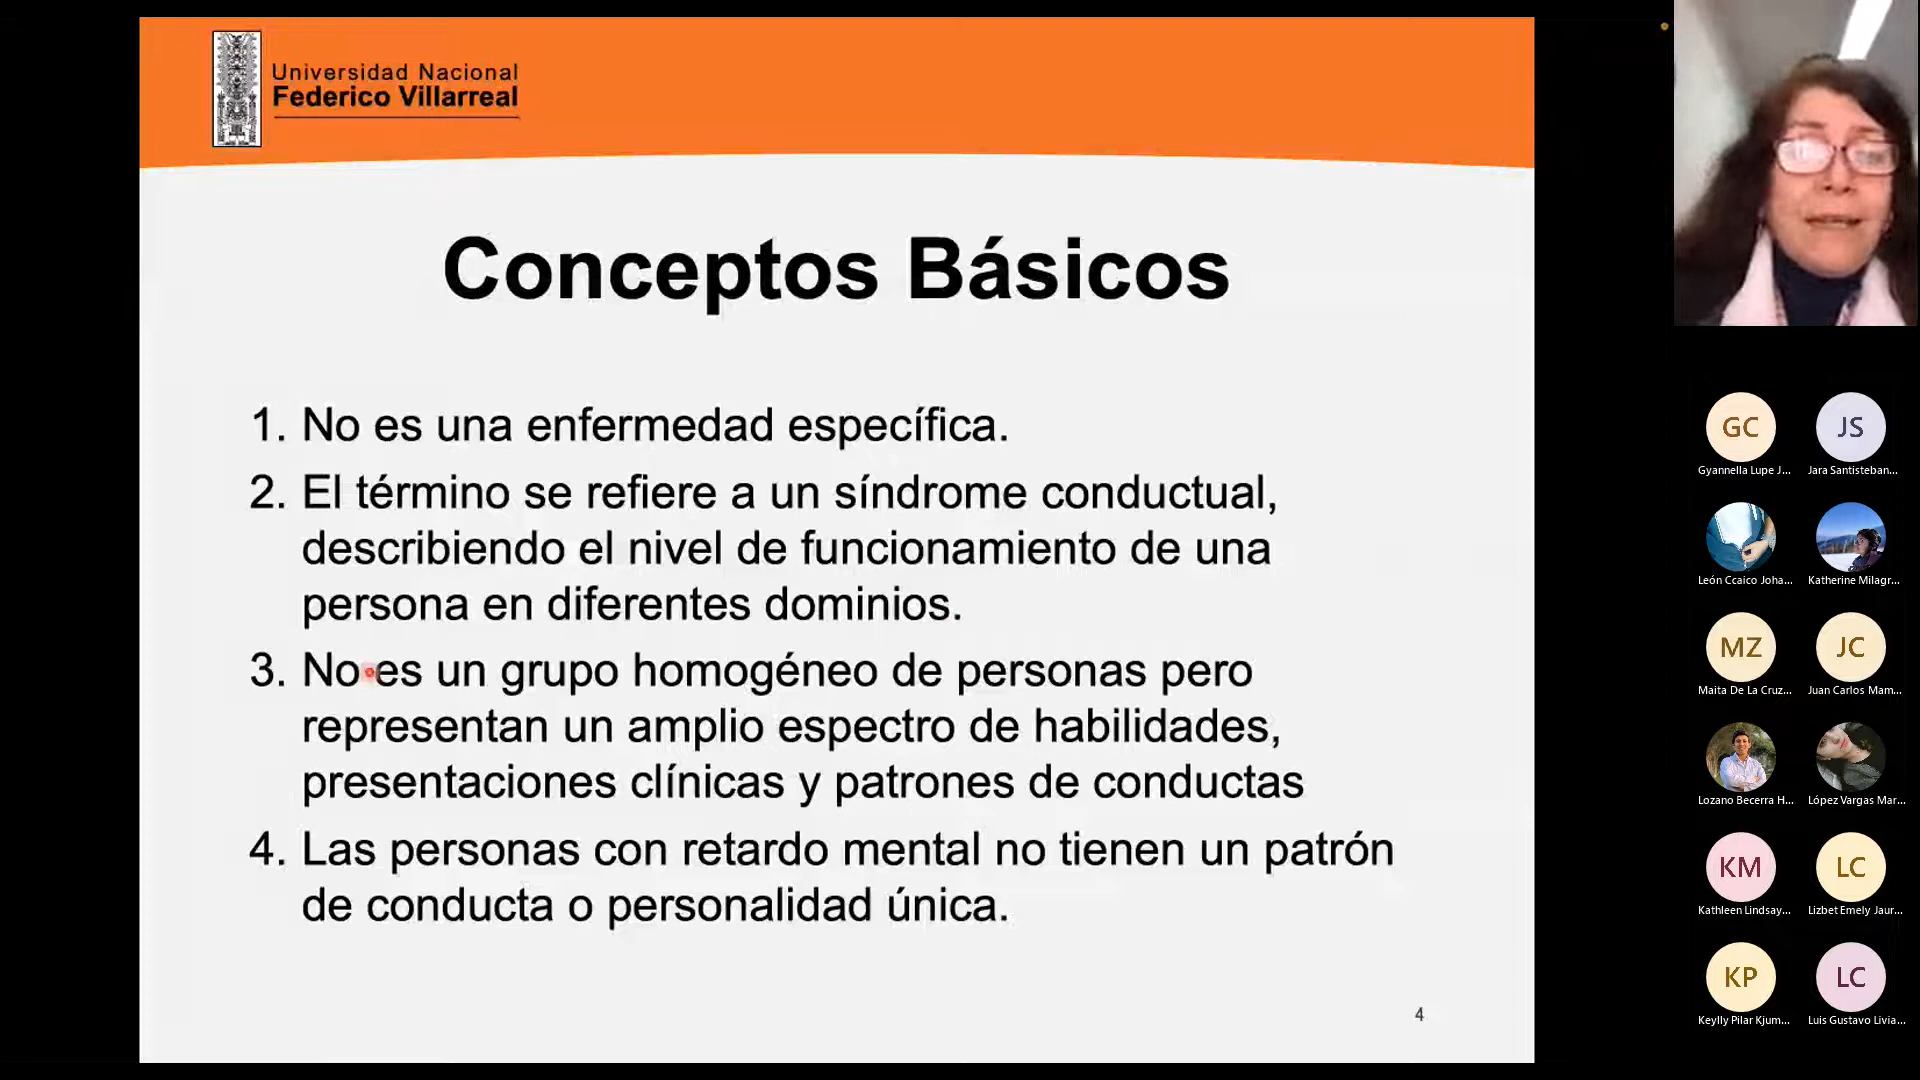 Universidad Nacional
Federico Villarreal
Conceptos Básicos
1. No es una enfermedad específica.
2. El término se refiere a un síndrome conductual,
describiendo el nivel de funcionamiento de una
persona en diferentes dominios.
3. No es un grupo homogéneo de personas pero
representan un amplio espectro de habilidades,
presentaciones clínicas y patrones de conductas
4. Las personas con retardo mental no tienen un patrón
de conducta o personalidad única.
4
GC
Gyannella Lupe J...
JS
Jara Santisteban...
León Ccaico Joha...
Katherine Milagr...
MZ
Maita De La Cruz...
JC
Juan Carlos Mam...
Lozano Becerra H...
López Vargas Mar...
KM
Kathleen Lindsay...
LC
Lizbet Emely Jaur...
KP
Keylly Pilar Kjum...
LC
Luis Gustavo Livia...